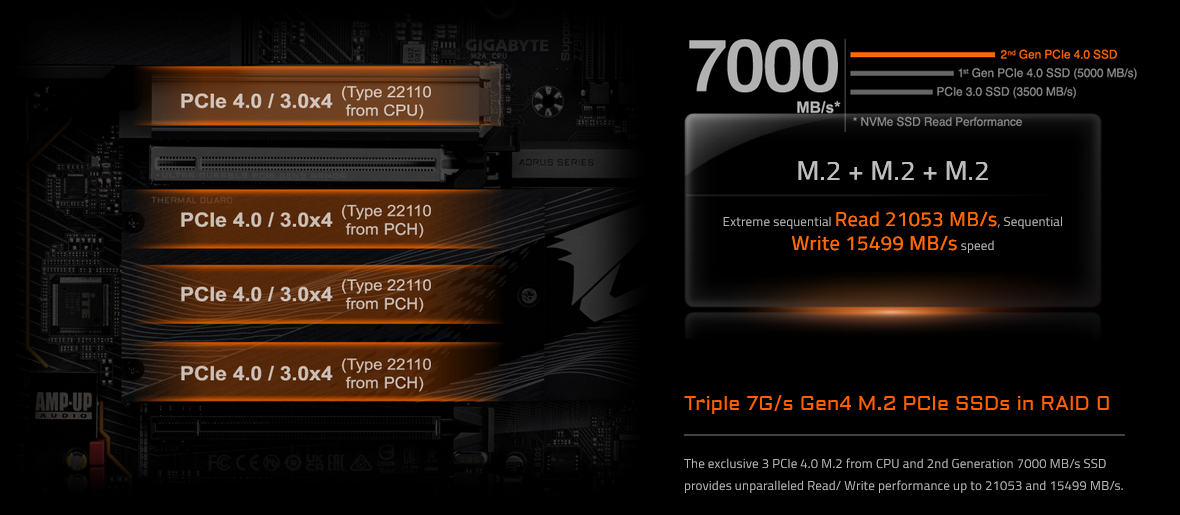 GIGABYTE
M2A_CPU
PCIe 4.0 / 3.0x4
(Type 22110
from CPU)
AORUS SERIES
THERMAL GUARD
PCIe 4.0 / 3.0x4
(Type 22110
from PCH)
PCIe 4.0 / 3.0x4
(Type 22110
from PCH)
PCIe 4.0 / 3.0x4
(Type 22110
from PCH)
AMP-UP
AUDIO
7000
MB/s*
2nd Gen PCIe 4.0 SSD
1st Gen PCIe 4.0 SSD (5000 MB/s)
PCIe 3.0 SSD (3500 MB/s)
* NVMe SSD Read Performance
M.2 + M.2 + M.2
Extreme sequential Read 21053 MB/s, Sequential
Write 15499 MB/s speed
Triple 7G/s Gen4 M.2 PCIe SSDs in RAID 0
The exclusive 3 PCIe 4.0 M.2 from CPU and 2nd Generation 7000 MB/s SSD
provides unparalleled Read/ Write performance up to 21053 and 15499 MB/s.